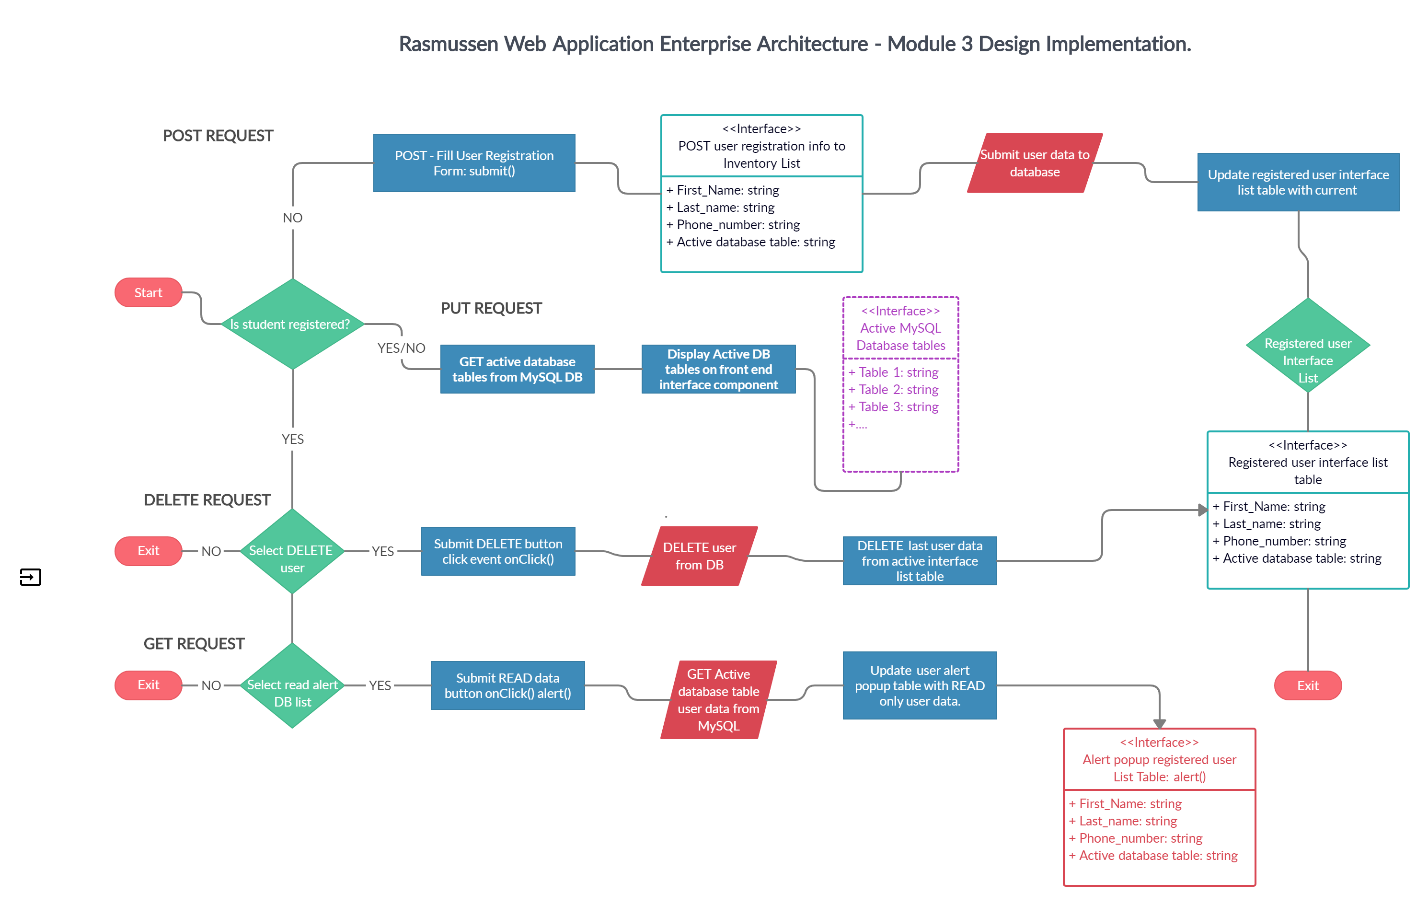 Rasmussen Web Application Enterprise Architecture - Module 3 Design Implementation.
POST REQUEST
POST - Fill User Registration
Form: submit()
<<Interface>>
POST user registration info to
Inventory List
+ First_Name: string
+ Last_name: string
+ Phone_number: string
+ Active database table: string
Submit user data to
database
Update registered user interface
list table with current
NO
Start
Is student registered?
YES/NO
PUT REQUEST
GET active database
tables from MySQL DB
Display Active DB
tables on front end
interface component
<<Interface>>
Active MySQL
Database tables
+ Table 1: string
+ Table 2: string
+ Table 3: string
+....
Registered user
Interface
List
YES
<<Interface>>
Registered user interface list
table
+ First_Name: string
+ Last_name: string
+ Phone_number: string
+ Active database table: string
DELETE REQUEST
Exit
NO
Select DELETE
user
YES
Submit DELETE button
click event onClick()
DELETE user
from DB
DELETE last user data
from active interface
list table
GET REQUEST
Exit
NO
Select read alert
DB list
YES
Submit READ data
button onClick() alert()
GET Active
database table
user data from
MySQL
Update user alert
popup table with READ
only user data.
Exit
<<Interface>>
Alert popup registered user
List Table: alert()
+ First_Name: string
+ Last_name: string
+ Phone_number: string
+ Active database table: string